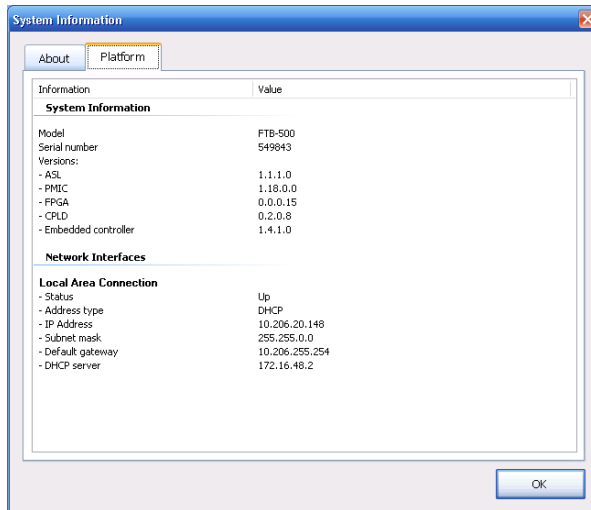 System Information
About
Platform
Information Value
System Information
Model FTB-500
Serial number 549843
Versions:
- ASL 1.1.1.0
- PMIC 1.18.0.0
- FPGA 0.0.0.15
- CPLD 0.2.0.8
- Embedded controller 1.4.1.0
Network Interfaces
Local Area Connection
- Status Up
- Address type DHCP
- IP Address 10.206.20.148
- Subnet mask 255.255.0.0
- Default gateway 10.206.255.254
- DHCP server 172.16.48.2
OK